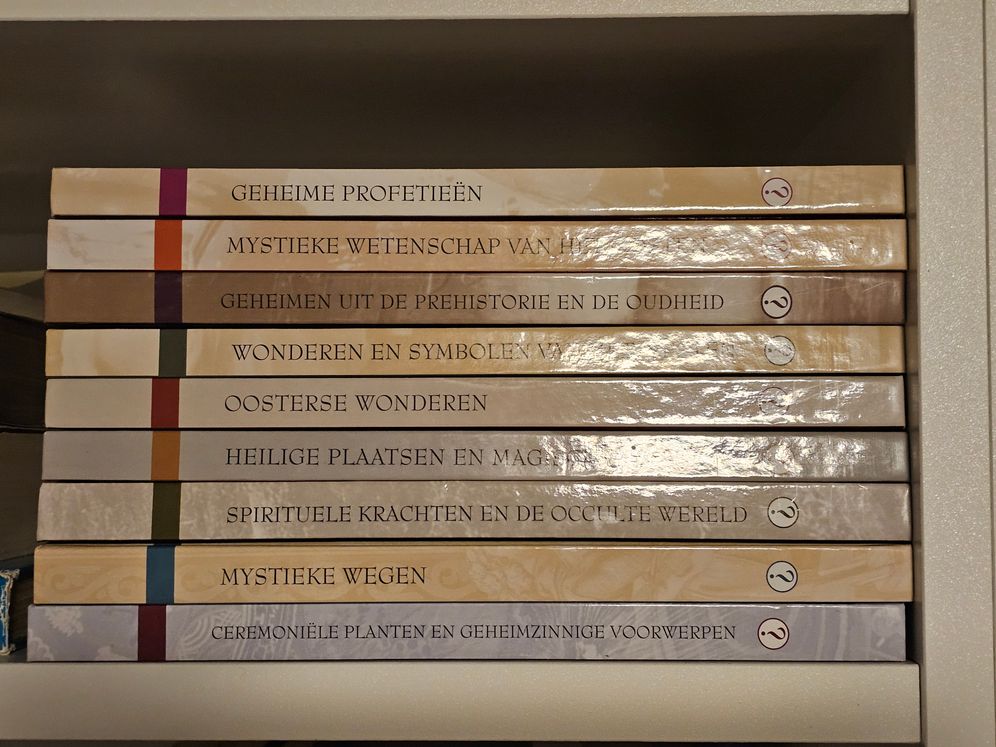 GEHEIME PROFETIEËN
MYSTIEKE WETENSCHAP VAN
GEHEIMEN UIT DE PREHISTORIE EN DE OUDHEID
WONDEREN EN SYMBOLEN
OOSTERSE WONDEREN
HEILIGE PLAATSEN EN
SPIRITUELE KRACHTEN EN DE OCCULTE WERELD
MYSTIEKE WEGEN
CEREMONIËLE PLANTEN EN GEHEIMZINNIGE VOORWERPEN